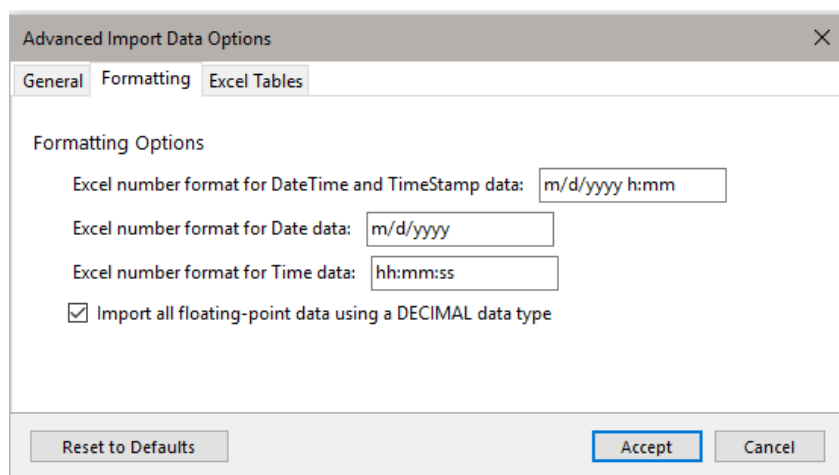 Advanced Import Data Options
General Formatting Excel Tables
Formatting Options
Excel number format for DateTime and TimeStamp data: m/d/yyyy h:mm
Excel number format for Date data: m/d/yyyy
Excel number format for Time data: hh:mm:ss
Import all floating-point data using a DECIMAL data type
Reset to Defaults Accept Cancel